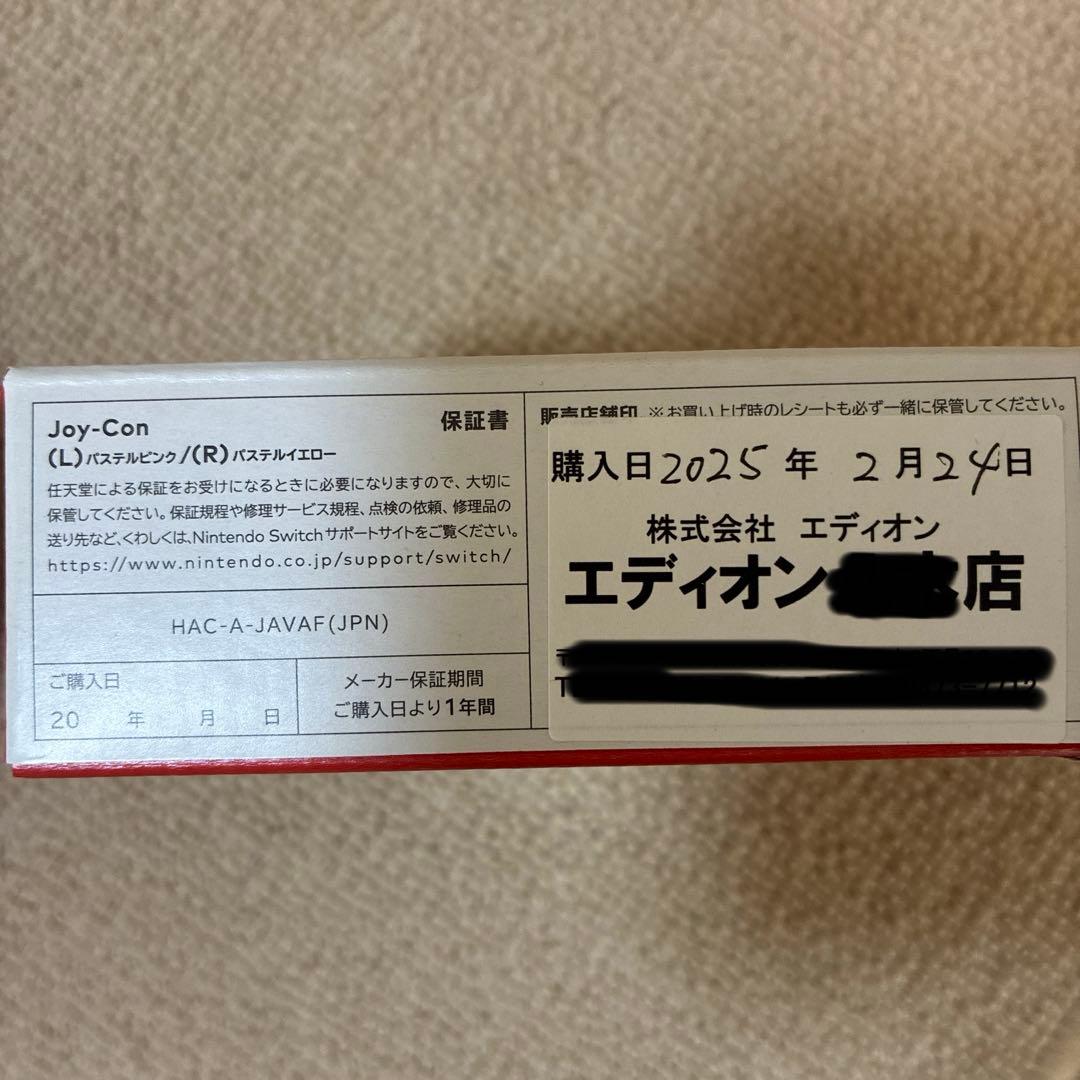 Joy-Con
保証書
(L)パステルピンク/(R)パステルイエロー
任天堂による保証をお受けになるときに必要になりますので、大切に
保管してください。保証規程や修理サービス規程、点検の依頼、修理品の
送り先など、くわしくは、Nintendo Switchサポートサイトをご覧ください。
https://www.nintendo.co.jp/support/switch/
HAC-A-JAVAF(JPN)
ご購入日
20 年 月 日
メーカー保証期間
ご購入日より1年間
販売店舗印 ※お買い上げ時のレシートも必ず一緒に保管してください。
購入日2025年 2月24日
株式会社 エディオン
エディオン 店